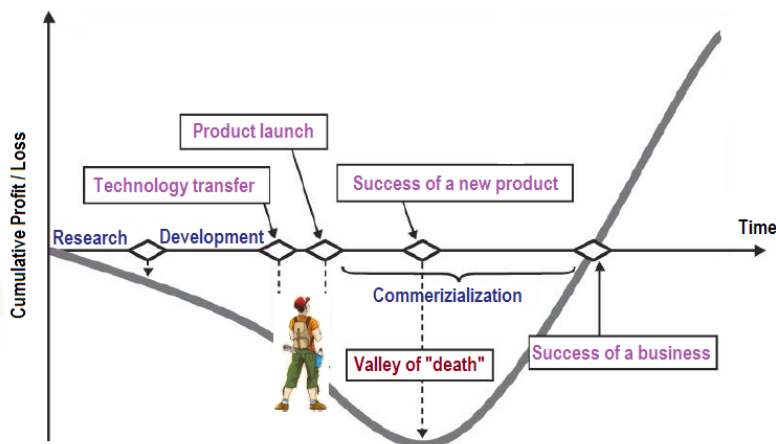 Cumulative Profit / Loss
Product launch
Technology transfer
Success of a new product
Research
Development
Time
Commerizialization
Valley of "death"
Success of a business